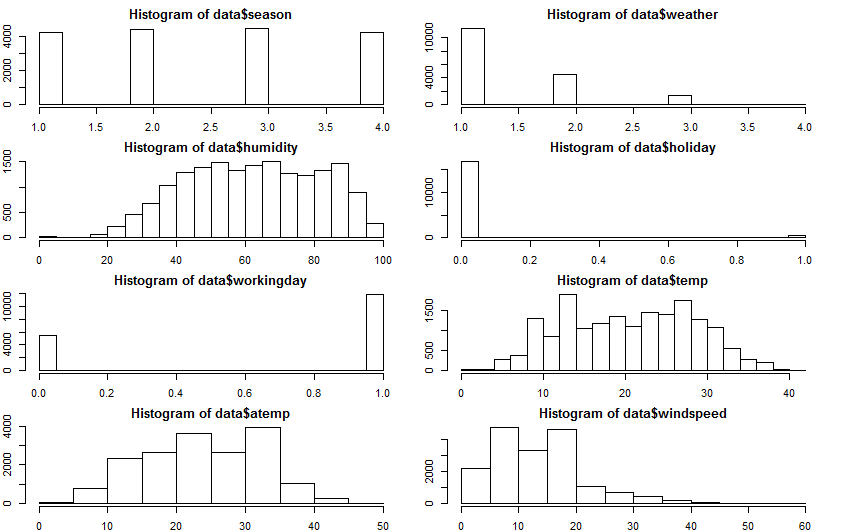 Histogram of data$season
0 2000 4000
1.0 1.5 2.0 2.5 3.0 3.5 4.0
Histogram of data$weather
0 4000 10000
1.0 1.5 2.0 2.5 3.0 3.5 4.0
Histogram of data$humidity
0 500 1500
0 20 40 60 80 100
Histogram of data$holiday
0 10000
0.0 0.2 0.4 0.6 0.8 1.0
Histogram of data$workingday
0 4000 10000
0.0 0.2 0.4 0.6 0.8 1.0
Histogram of data$temp
0 500 1500
0 10 20 30 40
Histogram of data$atemp
0 2000 4000
0 10 20 30 40 50
Histogram of data$windspeed
0 2000
0 10 20 30 40 50 60